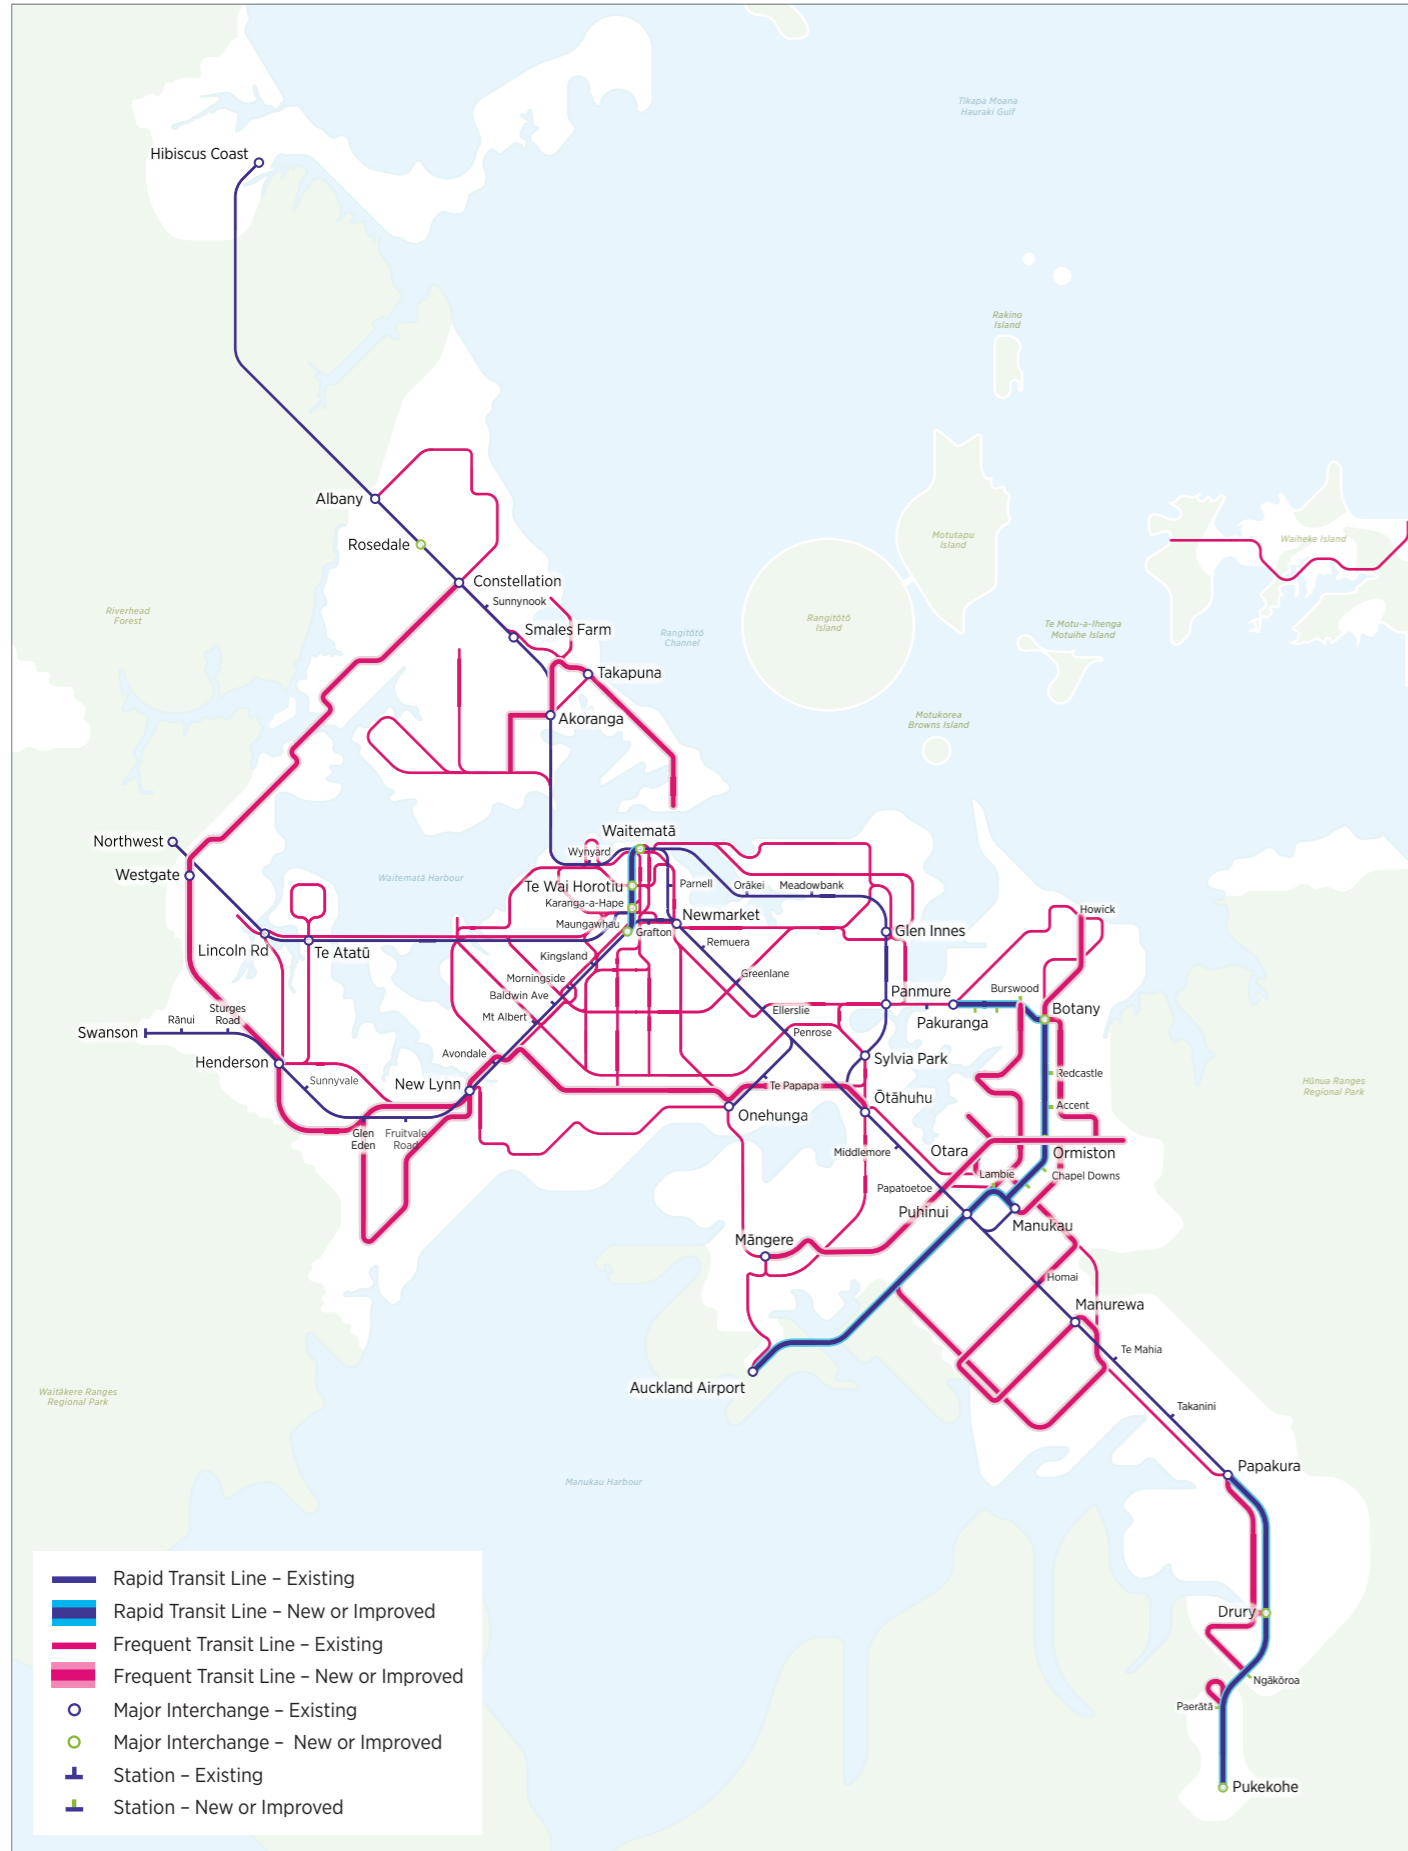 Tīkapa Moana
Hauraki Gulf
Hibiscus Coast
Rakino
Island
Albany
Rosedale
Motutapu
Island
Waiheke Island
Constellation
Sunnynook
Riverhead
Forest
Smales Farm
Rangitōtō
Channel
Rangitōtō
Island
Te Motu-a-Ihenga
Motuihe Island
Takapuna
Akoranga
Motukorea
Browns Island
Northwest
Waitematā
Wynyard
Westgate
Waitematā Harbour
Te Wai Horotiu
Parnell
Orākei
Meadowbank
Karanga-a-Hape
Newmarket
Howick
Maungawhau
Grafton
Glen Innes
Lincoln Rd
Te Atatū
Remuera
Kingsland
Greenlane
Morningside
Baldwin Ave
Panmure
Burswood
Sturges
Road
Rānui
Mt Albert
Ellerslie
Pakuranga
Botany
Swanson
Penrose
Avondale
Sylvia Park
Henderson
Sunnyvale
New Lynn
Te Papapa
Redcastle
Hūnua Ranges
Regional Park
Ōtāhuhu
Onehunga
Accent
Glen
Eden
Fruitvale
Road
Middlemore
Otara
Ormiston
Lambie
Chapel Downs
Papatoetoe
Puhinui
Manukau
Māngere
Homai
Manurewa
Te Mahia
Auckland Airport
Waitākere Ranges
Regional Park
Takanini
Papakura
Manukau Harbour
Drury
Ngākōroa
Paerātā
Pukekohe
Rapid Transit Line – Existing
Rapid Transit Line – New or Improved
Frequent Transit Line – Existing
Frequent Transit Line – New or Improved
Major Interchange – Existing
Major Interchange –  New or Improved
Station – Existing
Station – New or Improved